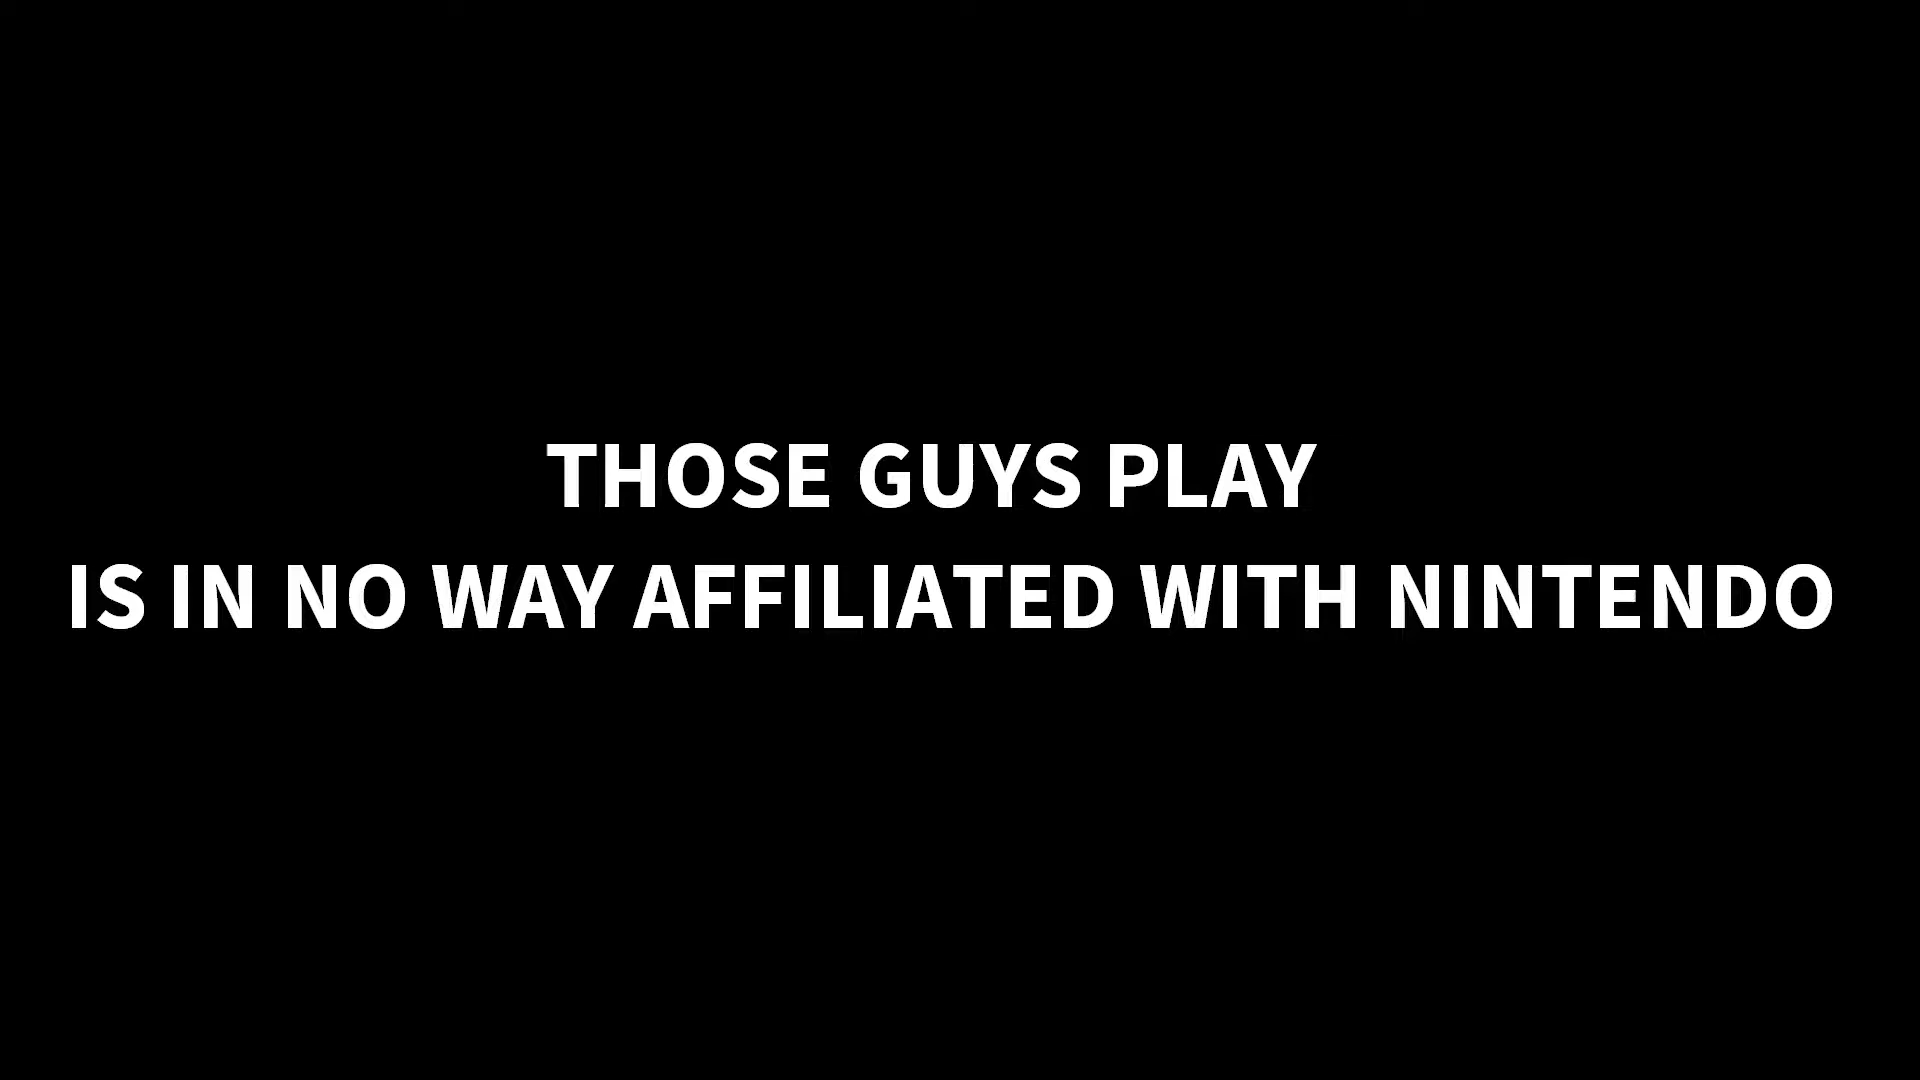 THOSE GUYS PLAY
IS IN NO WAY AFFILIATED WITH NINTENDO